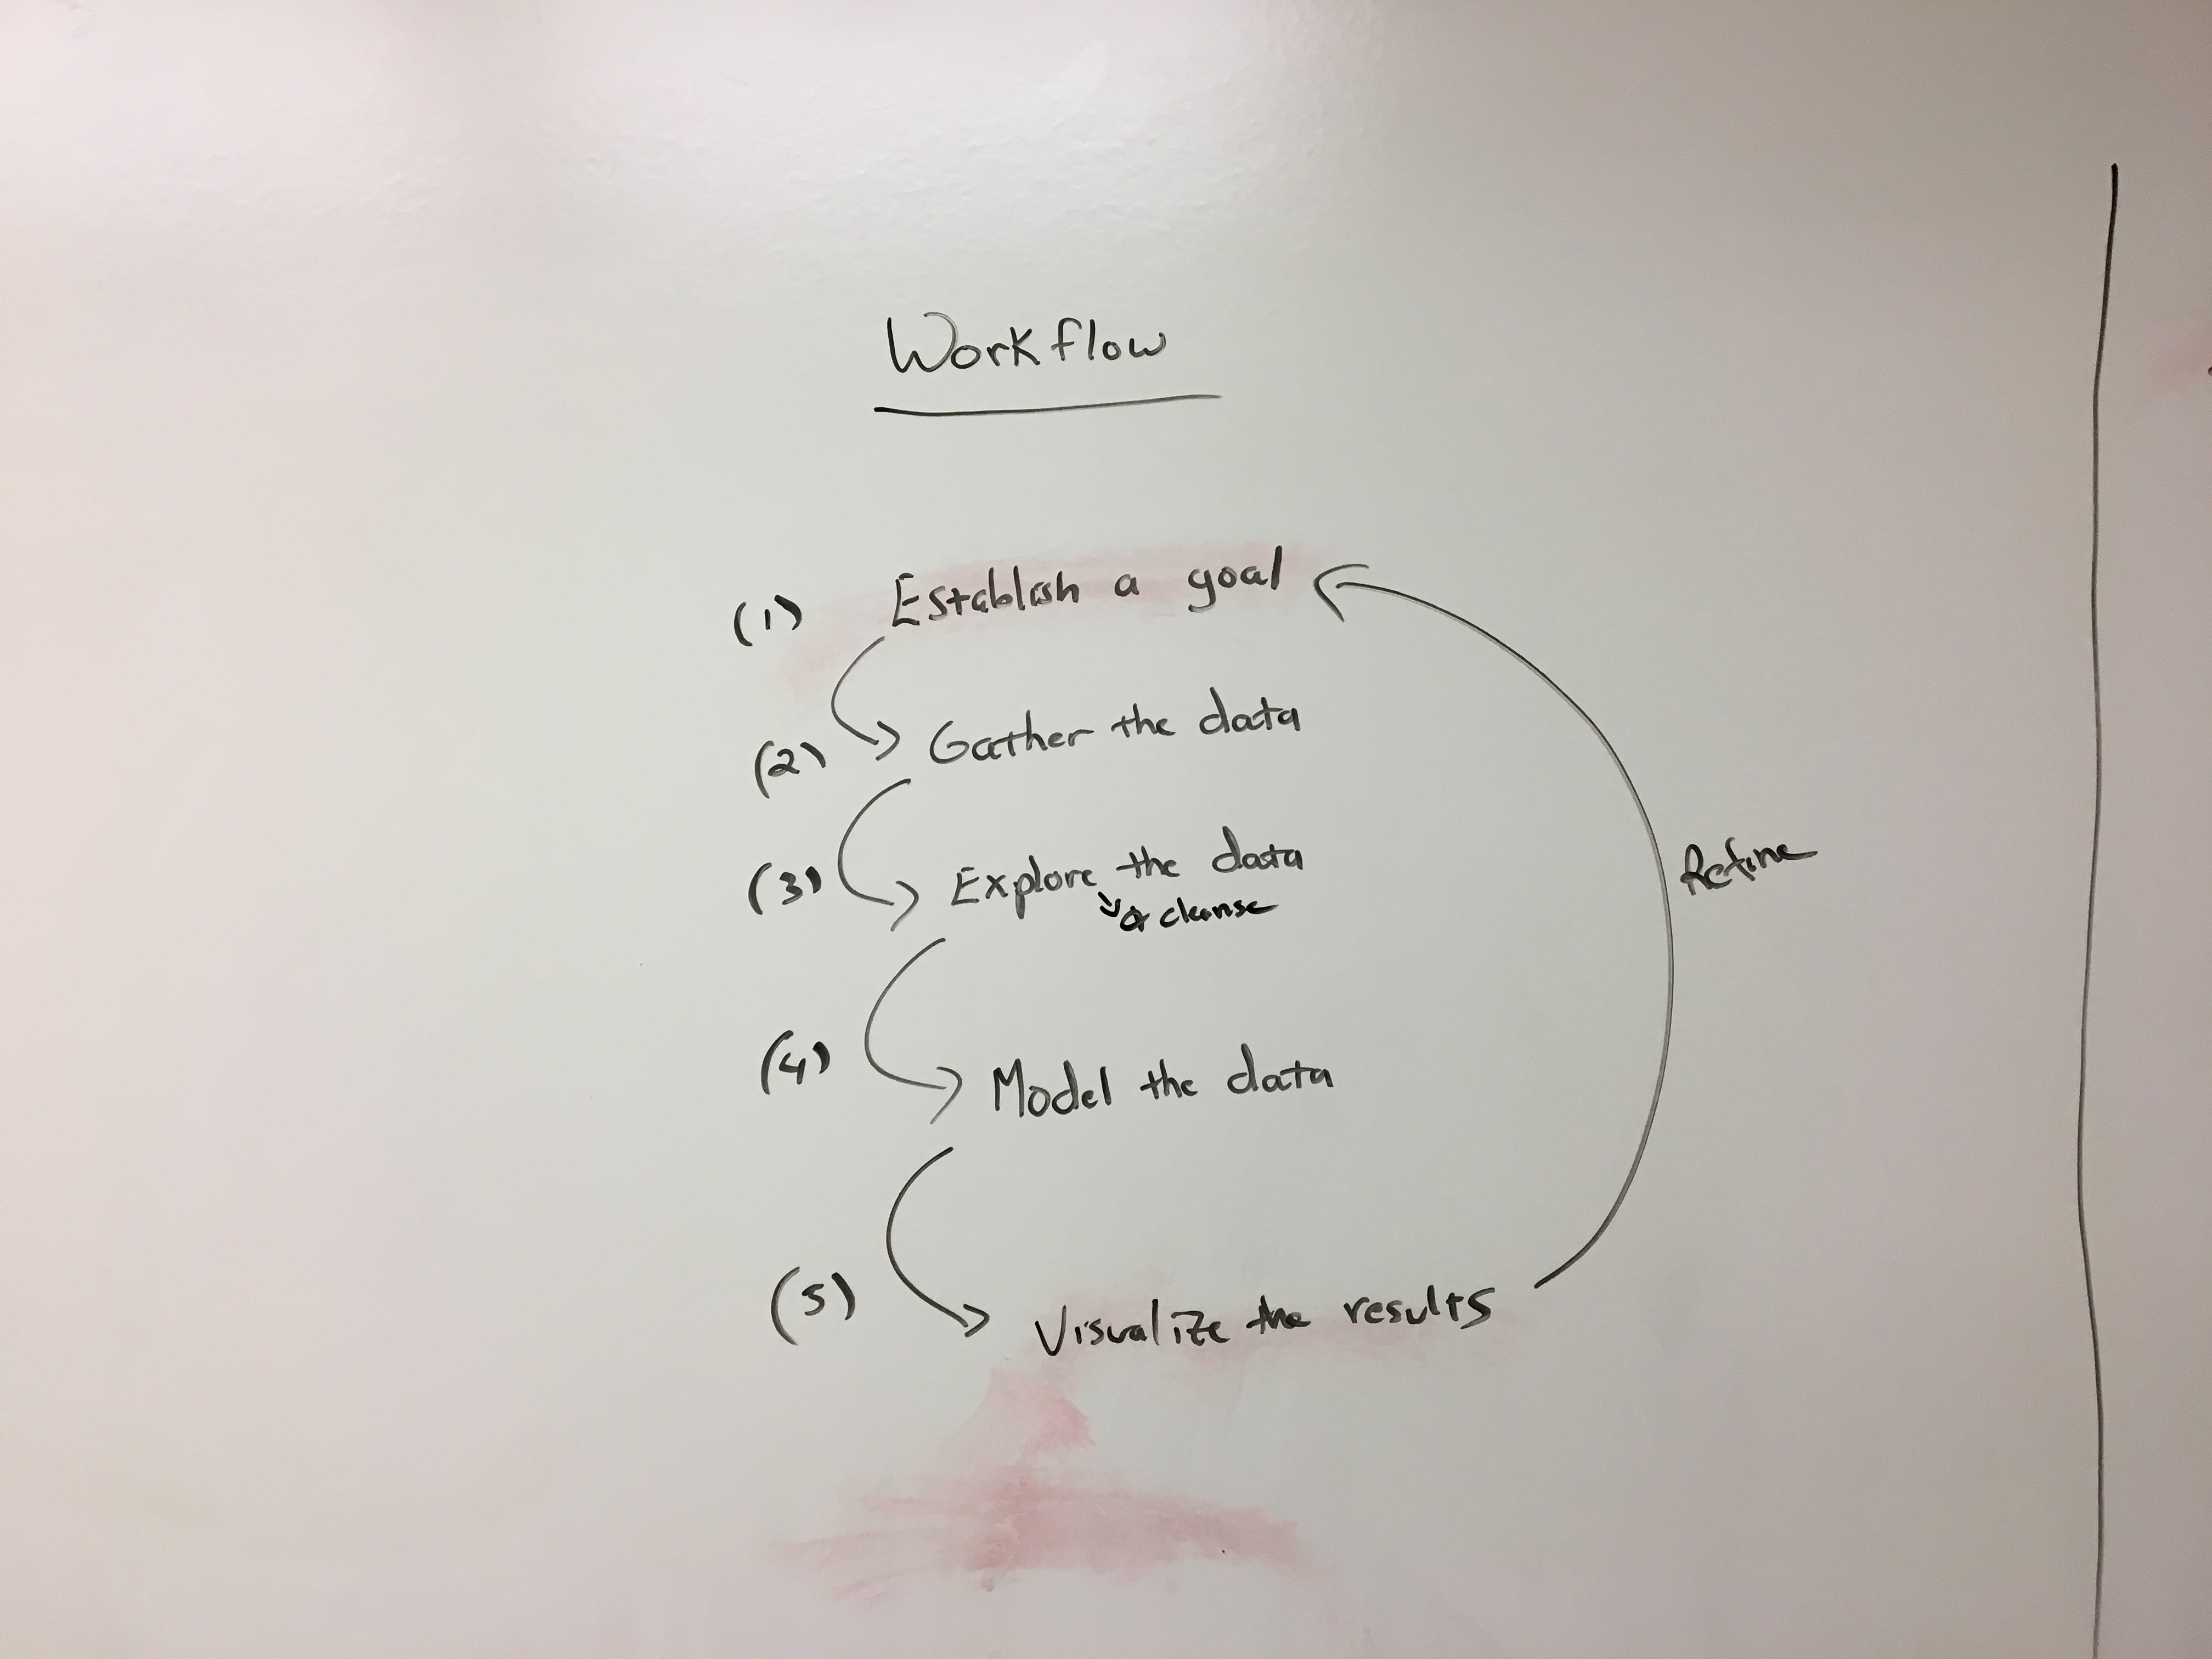 Workflow
(1) Establish a goal
(2) Gather the data
(3) Explore the data
& cleanse
Refine
(4) Model the data
(5) Visualize the results